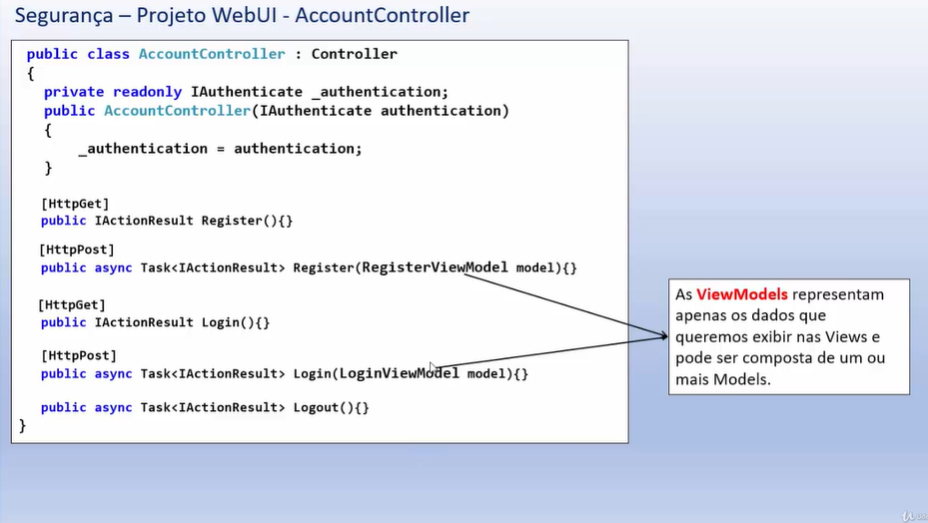 Segurança – Projeto WebUI - AccountController
public class AccountController : Controller
{
private readonly IAuthenticate _authentication;
public AccountController(IAuthenticate authentication)
{
_authentication = authentication;
}
[HttpGet]
public IActionResult Register(){}
[HttpPost]
public async Task<IActionResult> Register(RegisterViewModel model){}
[HttpGet]
public IActionResult Login(){}
[HttpPost]
public async Task<IActionResult> Login(LoginViewModel model){}
public async Task<IActionResult> Logout(){}
}
As ViewModels representam
apenas os dados que
queremos exibir nas Views e
pode ser composta de um ou
mais Models.